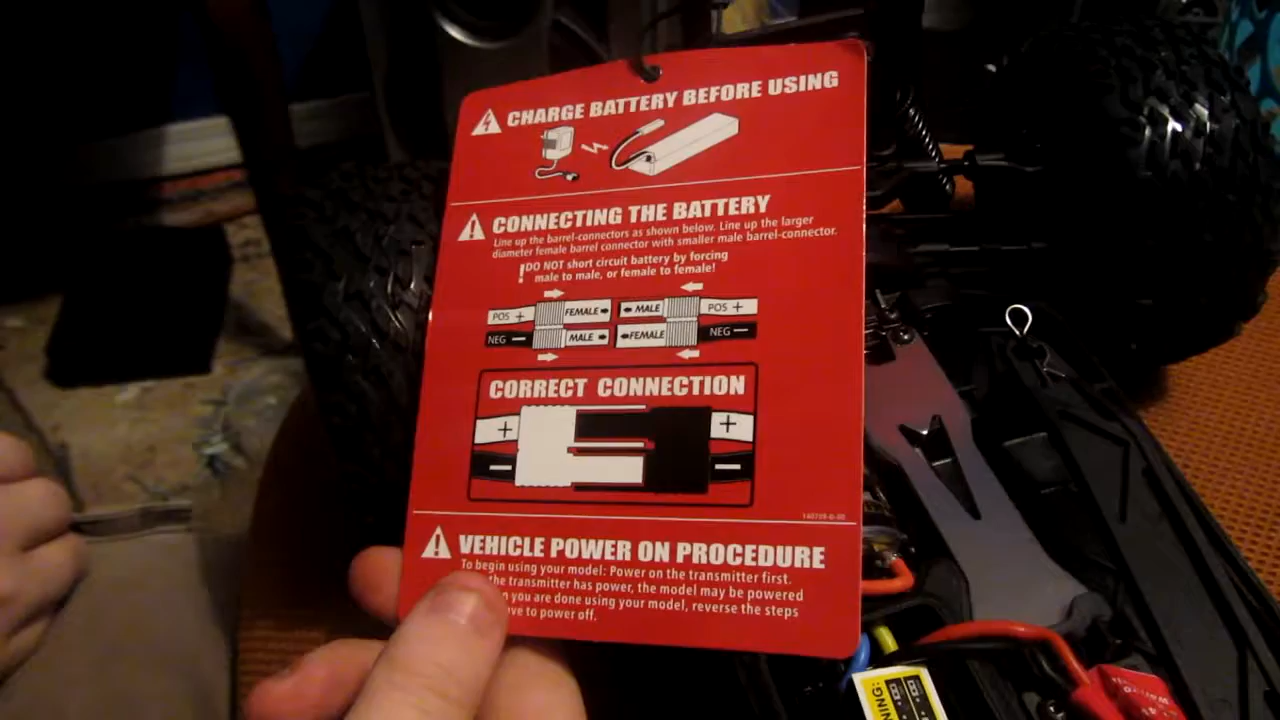 CHARGE BATTERY BEFORE USING
CONNECTING THE BATTERY
Line up the barrel-connectors as shown below. Line up the larger
diameter female barrel connector with smaller male barrel-connector.
! DO NOT short circuit battery by forcing
male to male, or female to female!
POS + FEMALE MALE POS +
NEG − MALE FEMALE NEG −
CORRECT CONNECTION
+ +
− −
VEHICLE POWER ON PROCEDURE
To begin using your model: Power on the transmitter first.
the transmitter has power, the model may be powered
you are done using your model, reverse the steps
to power off.